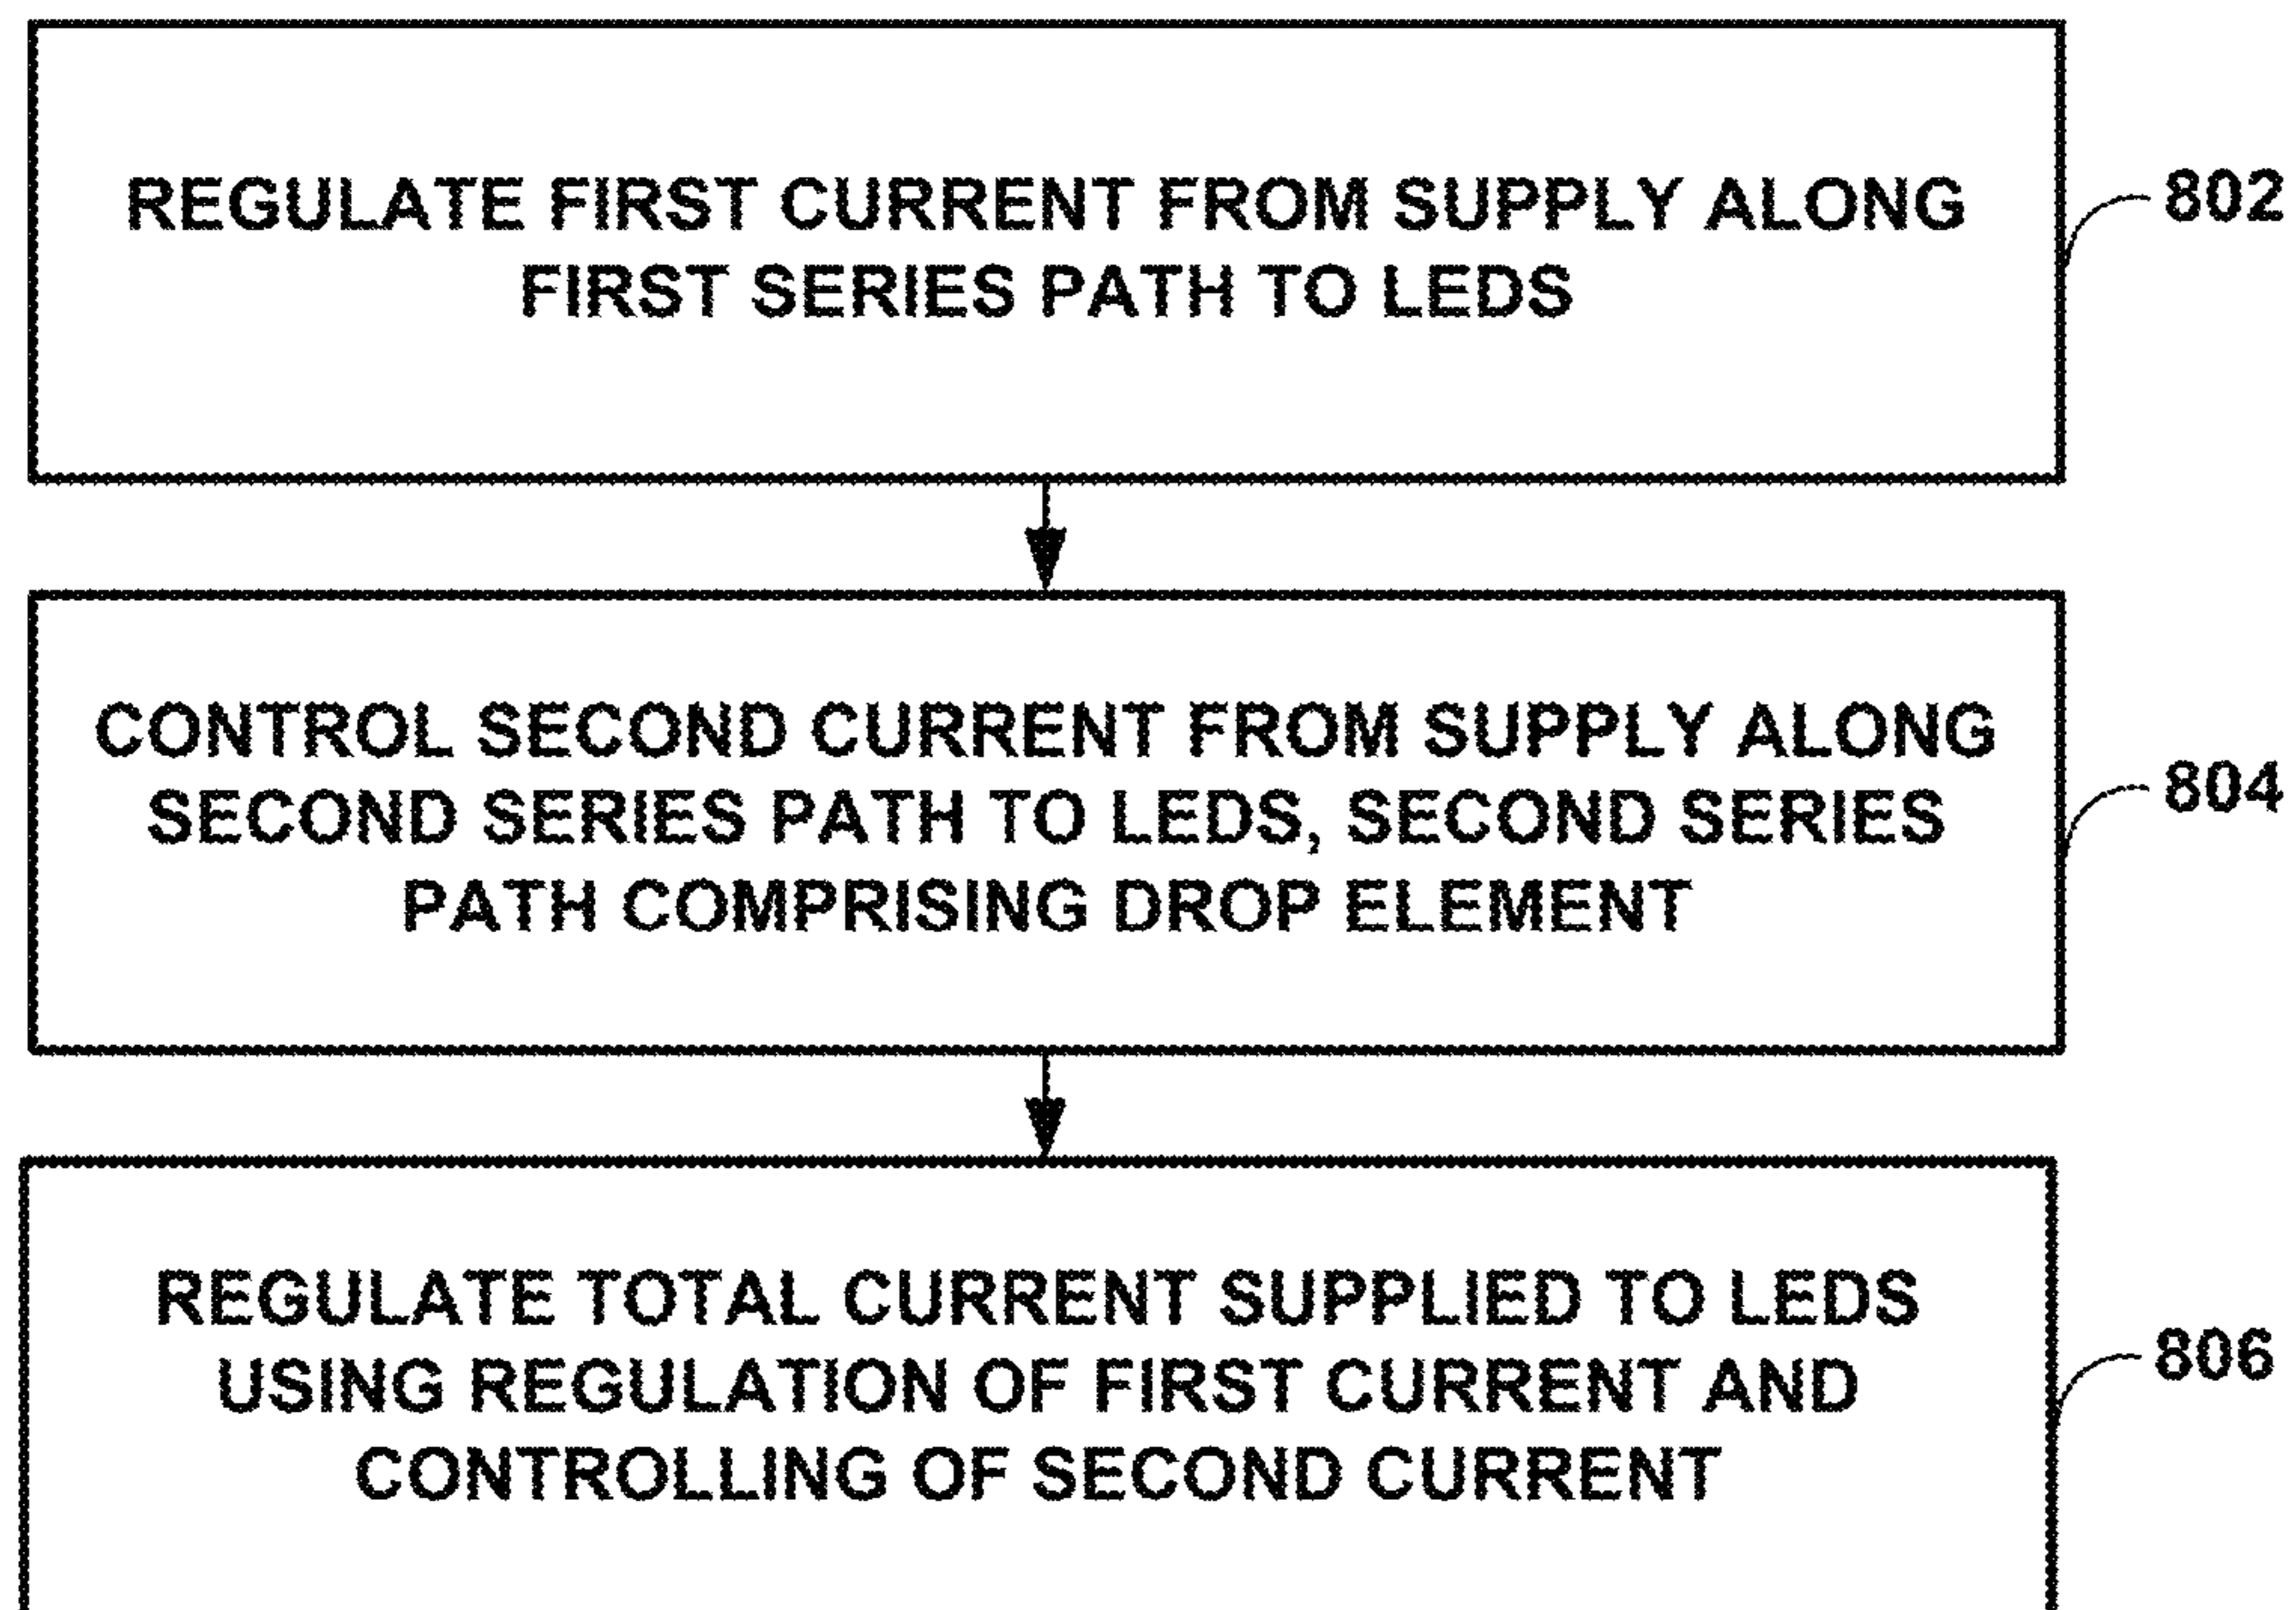 REGULATE FIRST CURRENT FROM SUPPLY ALONG
FIRST SERIES PATH TO LEDS
802
CONTROL SECOND CURRENT FROM SUPPLY ALONG
SECOND SERIES PATH TO LEDS, SECOND SERIES
PATH COMPRISING DROP ELEMENT
804
REGULATE TOTAL CURRENT SUPPLIED TO LEDS
USING REGULATION OF FIRST CURRENT AND
CONTROLLING OF SECOND CURRENT
806